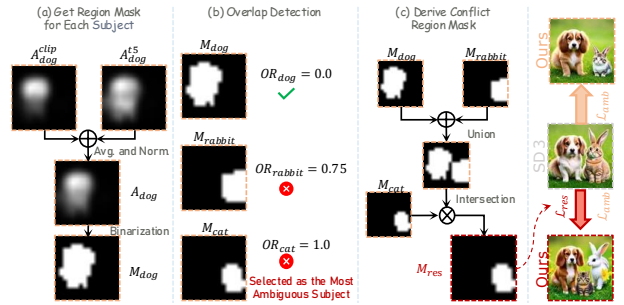 (a) Get Region Mask
for Each Subject
A_dog^clip
A_dog^t5
Avg. and Norm.
A_dog
Binarization
M_dog
(b) Overlap Detection
M_dog
OR_dog = 0.0
M_rabbit
OR_rabbit = 0.75
M_cat
OR_cat = 1.0
Selected as the Most
Ambiguous Subject
(c) Derive Conflict
Region Mask
M_dog
M_rabbit
Union
M_cat
Intersection
M_res
Ours
L_amb
SD 3
L_res
L_amb
Ours